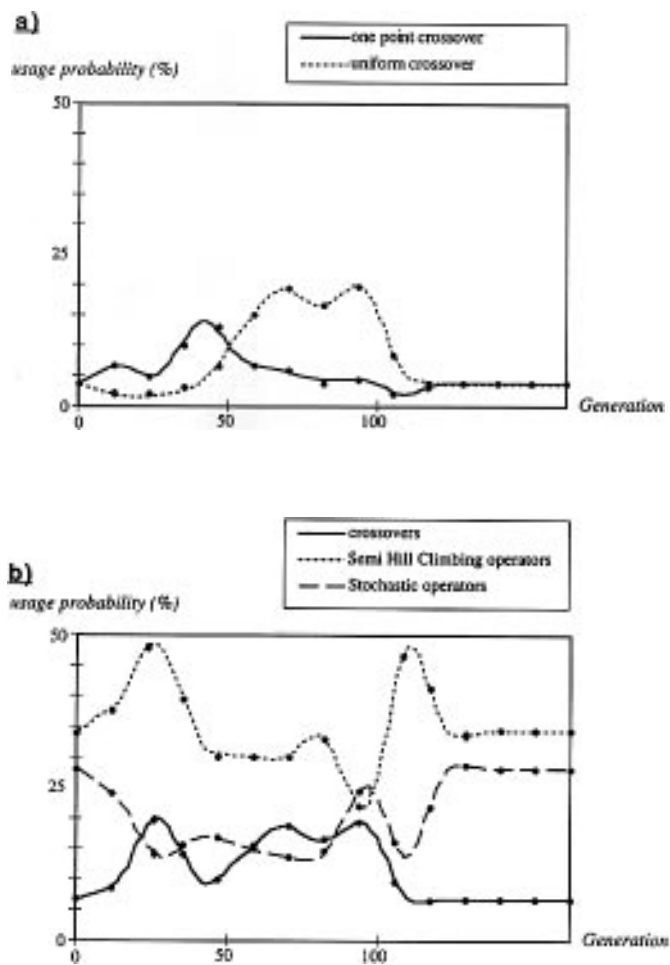 a)
one point crossover
uniform crossover
usage probability (%)
50
25
0
0
50
100
Generation
b)
crossovers
Semi Hill Climbing operators
Stochastic operators
usage probability (%)
50
25
0
0
50
100
Generation